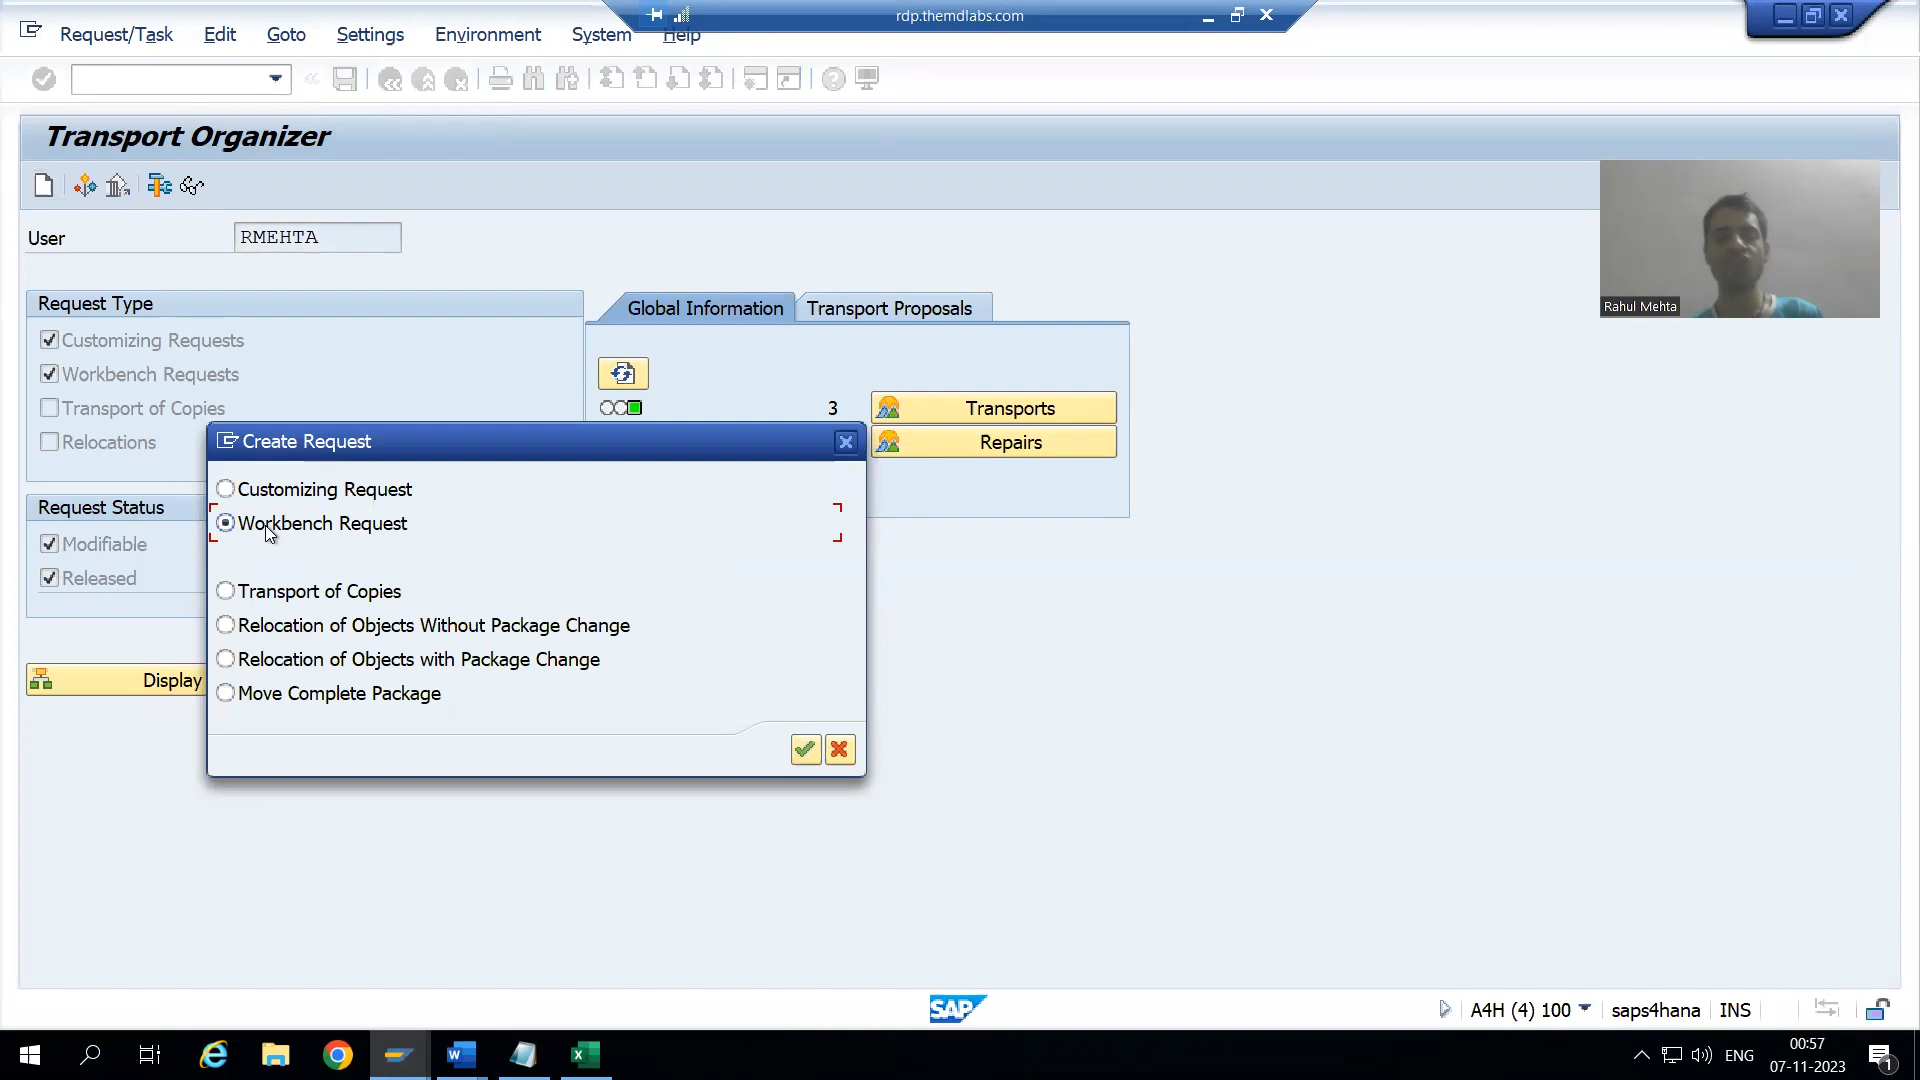 rdp.themdlabs.com
Request/Task Edit Goto Settings Environment System Help
Transport Organizer
User RMEHTA
Rahul Mehta
Request Type
Customizing Requests
Workbench Requests
Transport of Copies
Relocations
Global Information Transport Proposals
3 Transports
Repairs
Request Status
Modifiable
Released
Display
Create Request
Customizing Request
Workbench Request
Transport of Copies
Relocation of Objects Without Package Change
Relocation of Objects with Package Change
Move Complete Package
SAP
A4H (4) 100 saps4hana INS
ENG
00:57
07-11-2023
1